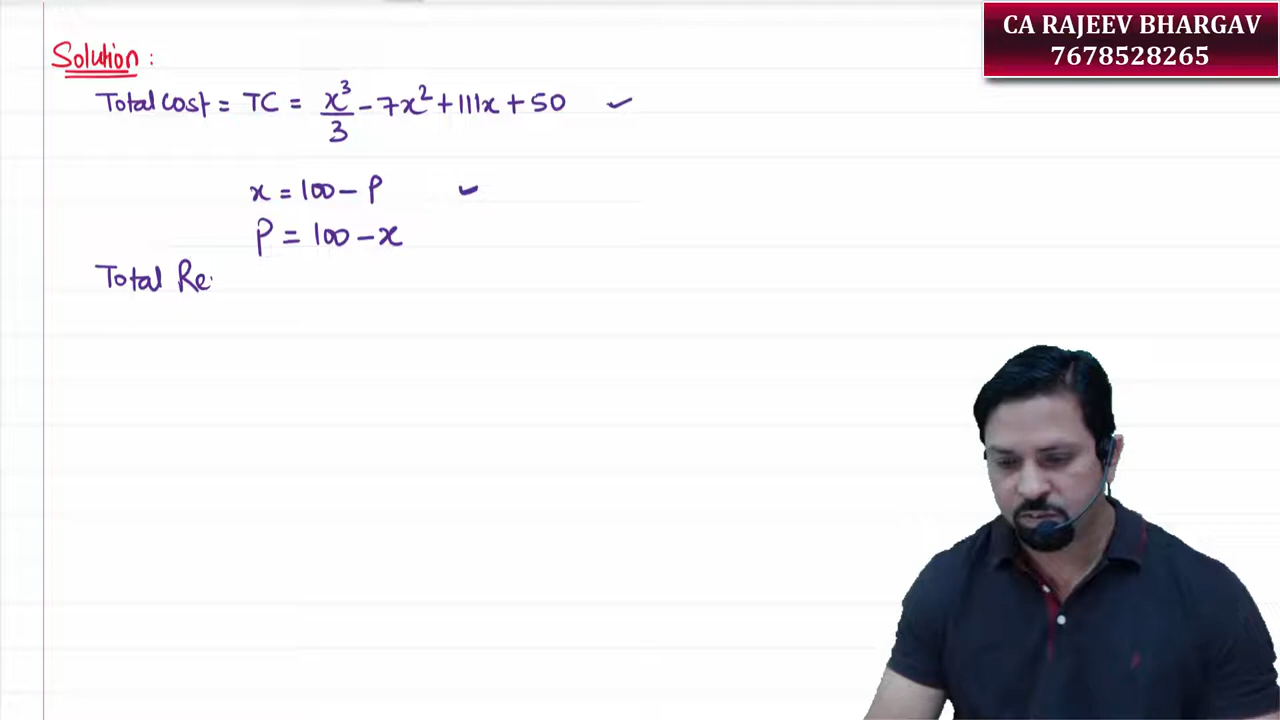 CA RAJEEV BHARGAV
7678528265
Solution :
Total Cost = TC = x³/3 - 7x² + 111x + 50
x = 100 - P
P = 100 - x
Total Re